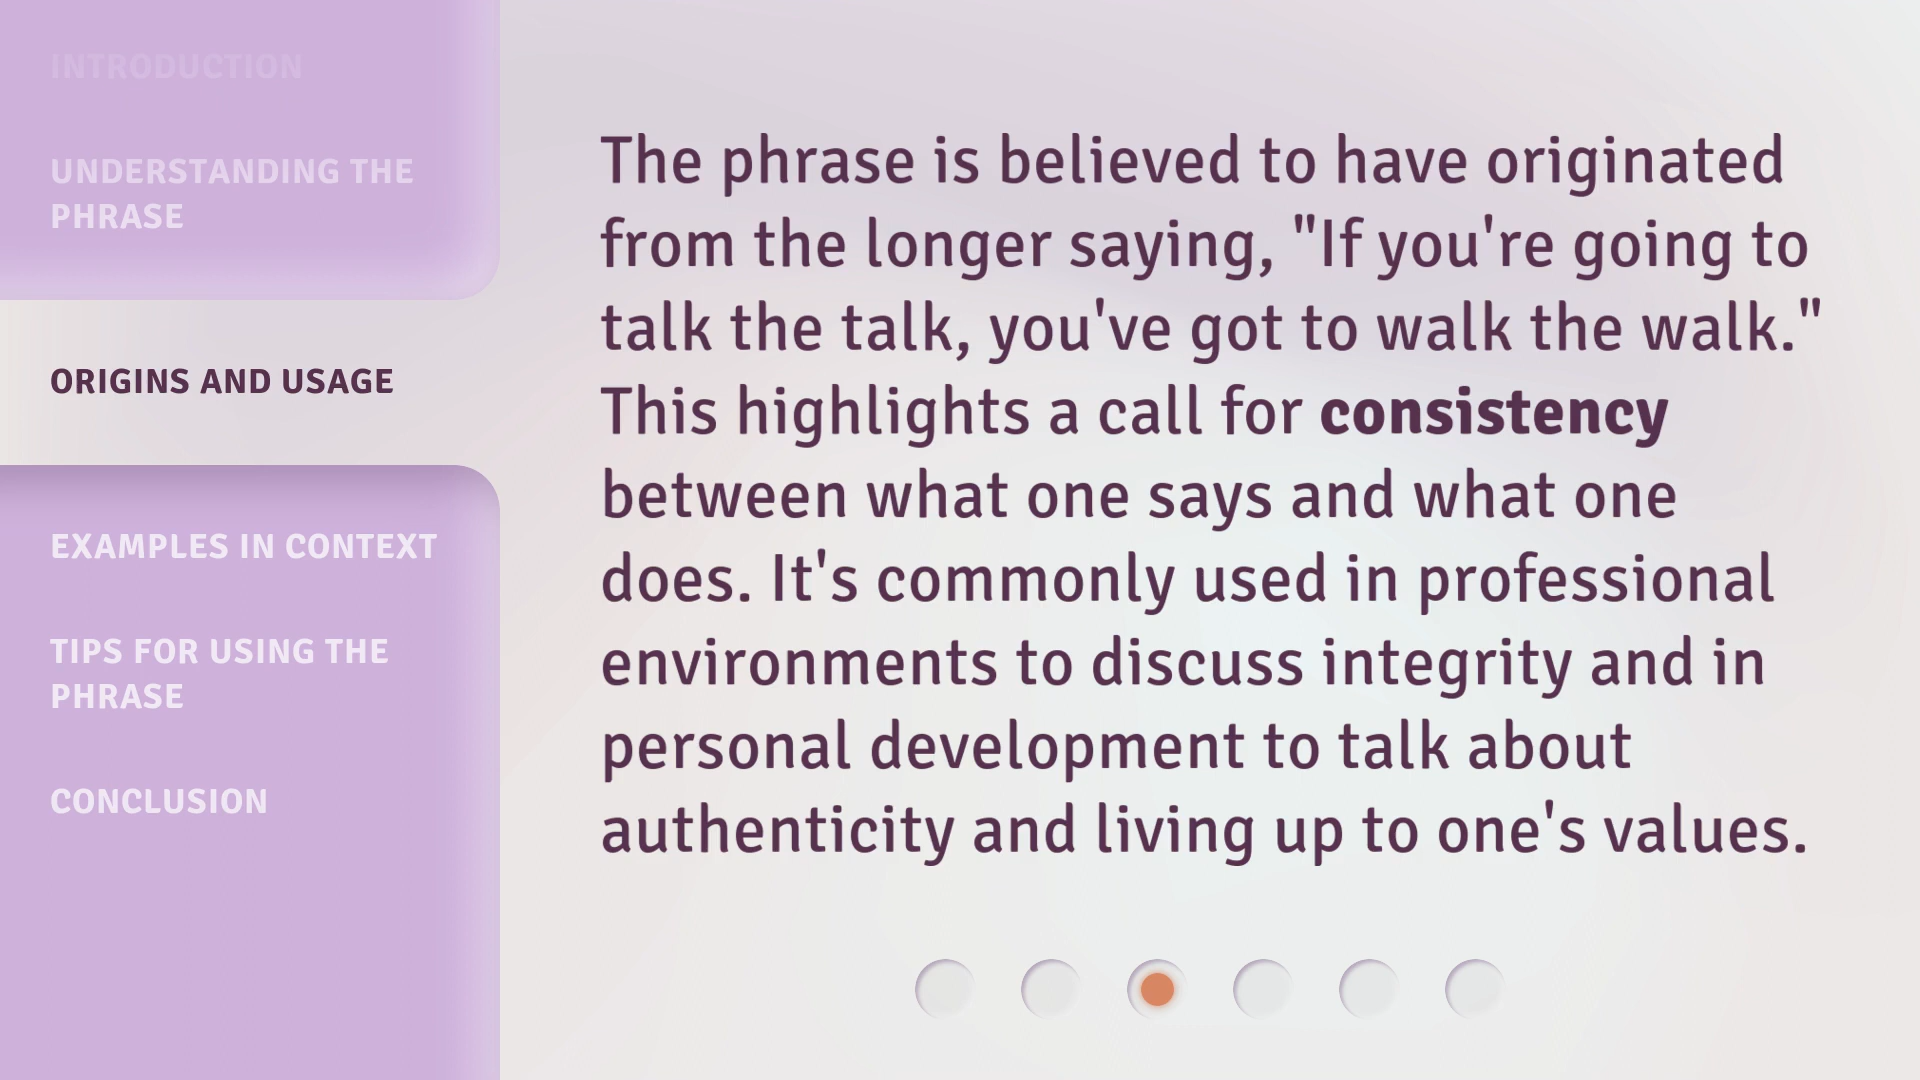 INTRODUCTION
UNDERSTANDING THE
PHRASE
ORIGINS AND USAGE
EXAMPLES IN CONTEXT
TIPS FOR USING THE
PHRASE
CONCLUSION
The phrase is believed to have originated
from the longer saying, "If you're going to
talk the talk, you've got to walk the walk."
This highlights a call for consistency
between what one says and what one
does. It's commonly used in professional
environments to discuss integrity and in
personal development to talk about
authenticity and living up to one's values.